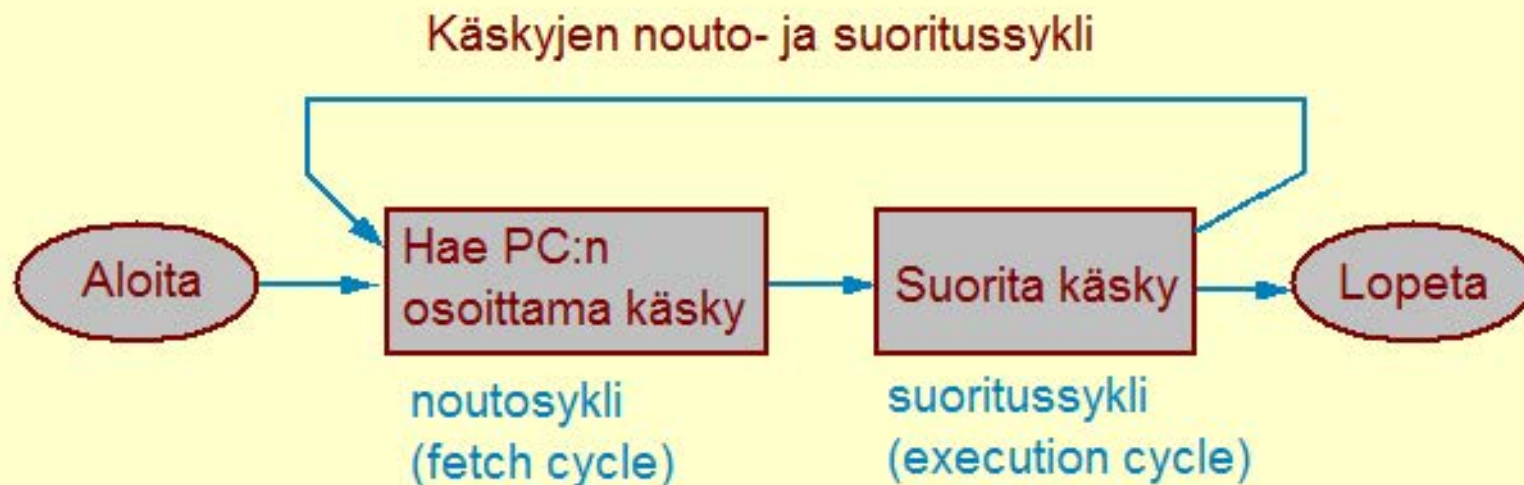 Käskyjen nouto- ja suoritussykli
Aloita
Hae PC:n
osoittama käsky
Suorita käsky
Lopeta
noutosykli
(fetch cycle)
suoritussykli
(execution cycle)